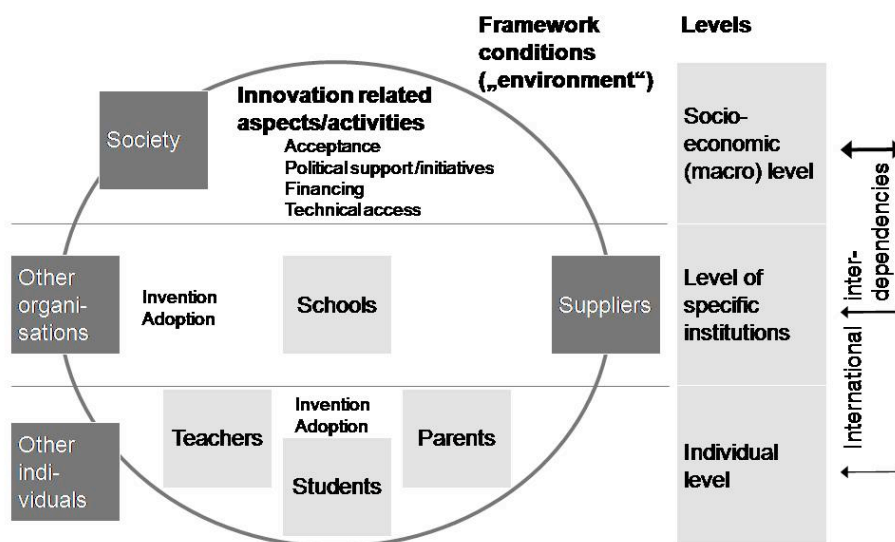 Framework
conditions
(„environment“)
Levels
Innovation related
aspects/activities
Acceptance
Political support/initiatives
Financing
Technical access
Society
Socio-
economic
(macro) level
Other
organi-
sations
Invention
Adoption
Schools
Suppliers
Level of
specific
institutions
Other
indi-
viduals
Teachers
Invention
Adoption
Parents
Students
Individual
level
International inter-
dependencies